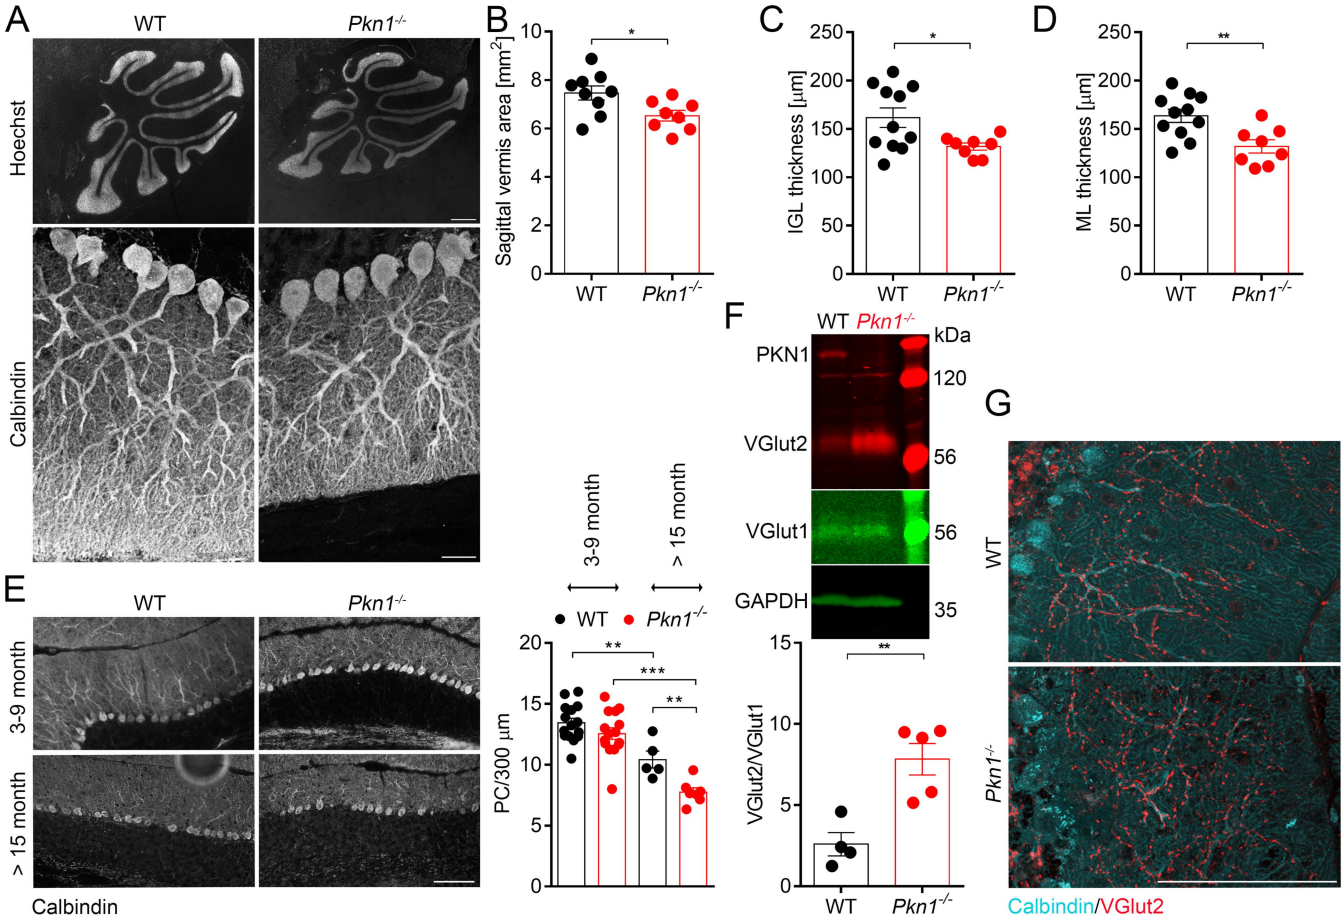 A
WT
Pkn1-/-
Hoechst
Calbindin
B
Sagittal vermis area [mm2]
10
8
6
4
2
0
*
WT
Pkn1-/-
C
IGL thickness [μm]
250
200
150
100
50
0
*
WT
Pkn1-/-
D
ML thickness [μm]
250
200
150
100
50
0
**
WT
Pkn1-/-
E
WT
Pkn1-/-
3-9 month
> 15 month
Calbindin
3-9 month
> 15 month
WT
Pkn1-/-
PC/300 μm
20
15
10
5
0
**
***
**
F
WT
Pkn1-/-
kDa
PKN1
120
VGlut2
56
VGlut1
56
GAPDH
35
VGlut2/VGlut1
15
10
5
0
**
WT
Pkn1-/-
G
WT
Pkn1-/-
Calbindin/VGlut2